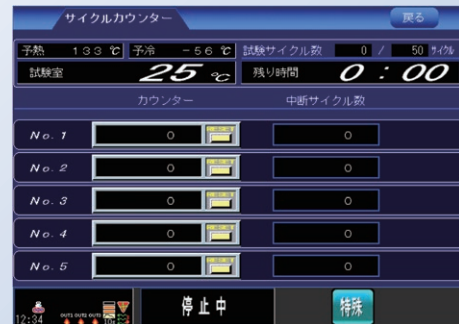 サイクルカウンター 戻る
予熱 133 ℃ 予冷 -56 ℃ 試験サイクル数 0 / 50 サイクル
試験室 25 ℃ 残り時間 0 : 00
カウンター 中断サイクル数
No. 1 0 0
No. 2 0 0
No. 3 0 0
No. 4 0 0
No. 5 0 0
12:34 OUT1 OUT2 OUT3 停止中 特殊